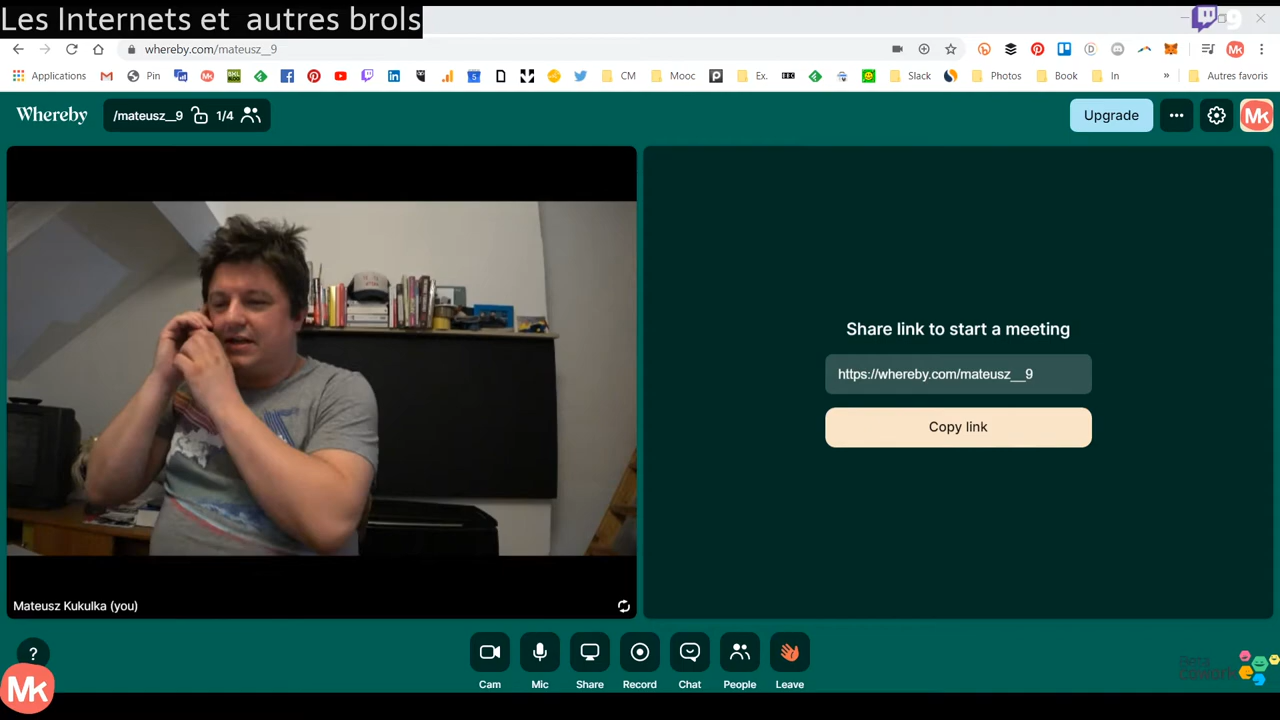 Les Internets et autres brols
9
whereby.com/mateusz__9
Applications
Pin
CM
Mooc
Ex.
Slack
Photos
Book
In
»
Autres favoris
Whereby
/mateusz__9
1/4
Upgrade
Mk
Share link to start a meeting
https://whereby.com/mateusz__9
Copy link
Mateusz Kukulka (you)
?
Cam
Mic
Share
Record
Chat
People
Leave
Mk